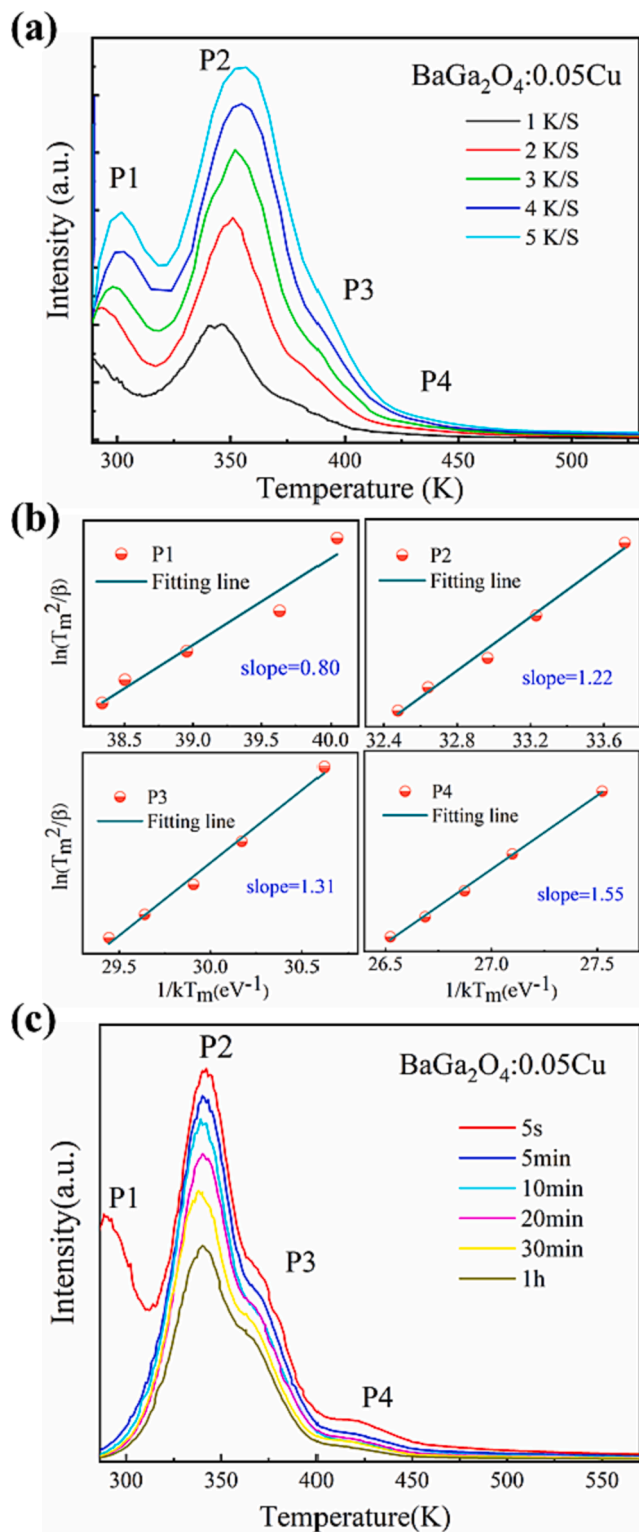 (a)
P2
BaGa₂O₄:0.05Cu
1 K/S
2 K/S
3 K/S
4 K/S
5 K/S
P1
P3
P4
Intensity (a.u.)
300 350 400 450 500
Temperature (K)
(b)
P1
Fitting line
slope=0.80
ln(Tₘ²/β)
38.5 39.0 39.6 40.0
P2
Fitting line
slope=1.22
32.4 32.8 33.2 33.6
P3
Fitting line
slope=1.31
ln(Tₘ²/β)
29.5 30.0 30.5
1/kTₘ(eV⁻¹)
P4
Fitting line
slope=1.55
26.5 27.0 27.5
1/kTₘ(eV⁻¹)
(c)
P2
BaGa₂O₄:0.05Cu
5s
5min
10min
20min
30min
1h
P1
P3
P4
Intensity(a.u.)
300 350 400 450 500 550
Temperature(K)